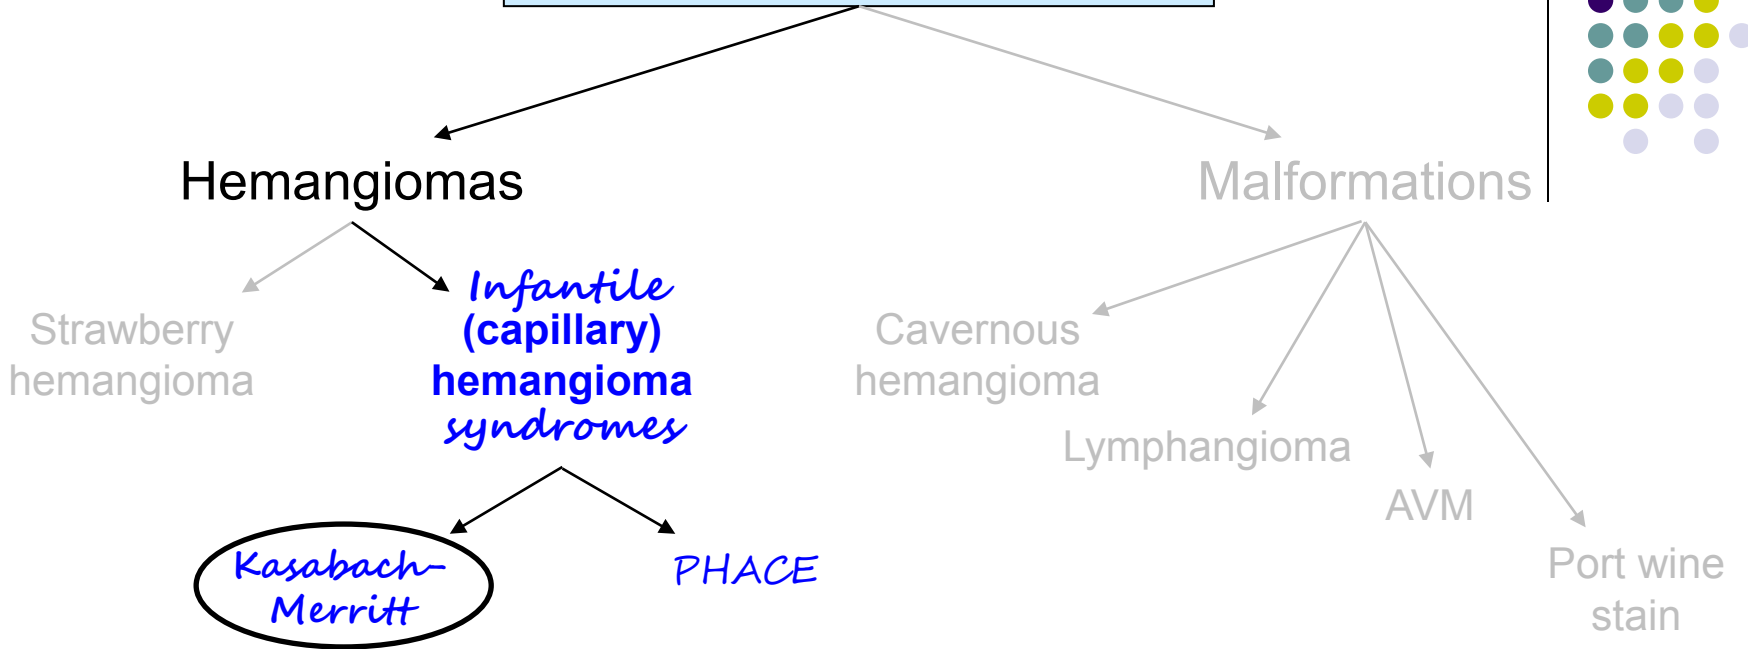 Hemangiomas
Malformations
Strawberry
hemangioma
Infantile
(capillary)
hemangioma
syndromes
Cavernous
hemangioma
Lymphangioma
AVM
Port wine
stain
Kasabach-
Merritt
PHACE